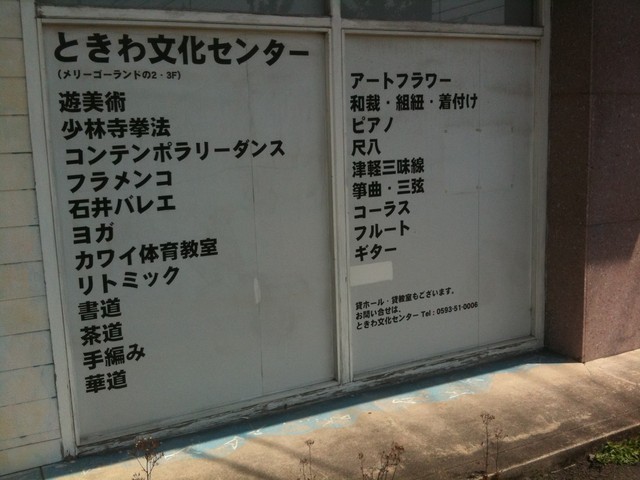 ときわ文化センター
（メリーゴーランドの2・3F）
遊美術
少林寺拳法
コンテンポラリーダンス
フラメンコ
石井バレエ
ヨガ
カワイ体育教室
リトミック
書道
茶道
手編み
華道
アートフラワー
和裁・組紐・着付け
ピアノ
尺八
津軽三味線
箏曲・三弦
コーラス
フルート
ギター
貸ホール・貸教室もございます。
お問い合せは、
ときわ文化センター Tel：0593-51-0006